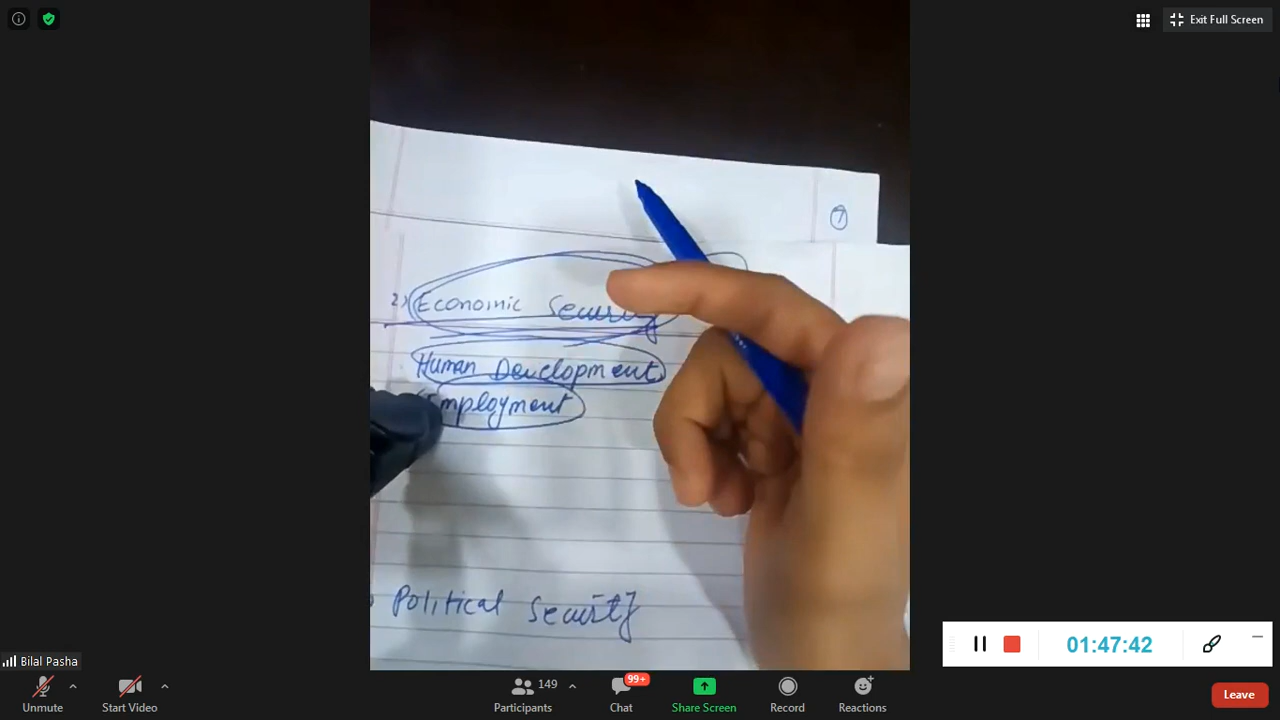 Exit Full Screen
7
2) Economic Security
Human Development
Employment
Political Security
Bilal Pasha
01:47:42
Unmute
Start Video
149
Participants
99+
Chat
Share Screen
Record
Reactions
Leave